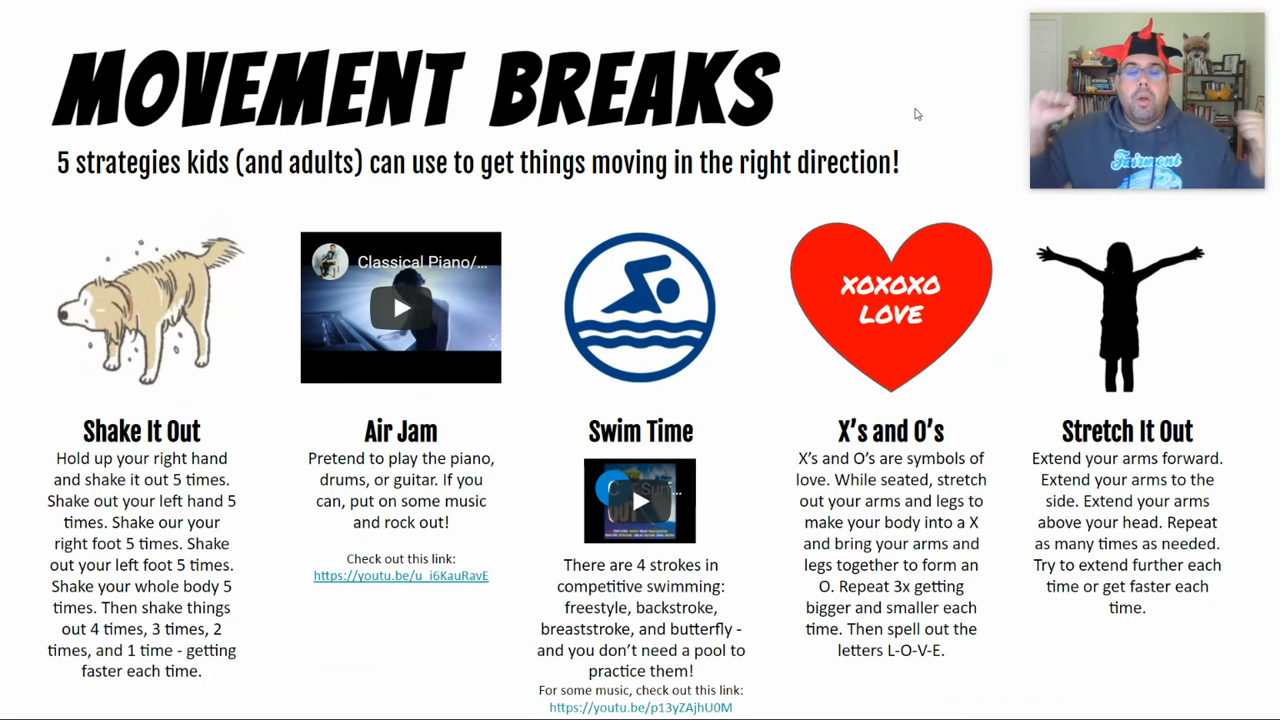 MOVEMENT BREAKS
5 strategies kids (and adults) can use to get things moving in the right direction!
Fairmont
Classical Piano/...
XOXOXO
LOVE
Shake It Out
Hold up your right hand
and shake it out 5 times.
Shake out your left hand 5
times. Shake our your
right foot 5 times. Shake
out your left foot 5 times.
Shake your whole body 5
times. Then shake things
out 4 times, 3 times, 2
times, and 1 time - getting
faster each time.
Air Jam
Pretend to play the piano,
drums, or guitar. If you
can, put on some music
and rock out!
Check out this link:
https://youtu.be/u_i6KauRavE
Swim Time
There are 4 strokes in
competitive swimming:
freestyle, backstroke,
breaststroke, and butterfly -
and you don't need a pool to
practice them!
For some music, check out this link:
https://youtu.be/p13yZAjhU0M
X's and O's
X's and O's are symbols of
love. While seated, stretch
out your arms and legs to
make your body into a X
and bring your arms and
legs together to form an
O. Repeat 3x getting
bigger and smaller each
time. Then spell out the
letters L-O-V-E.
Stretch It Out
Extend your arms forward.
Extend your arms to the
side. Extend your arms
above your head. Repeat
as many times as needed.
Try to extend further each
time or get faster each
time.